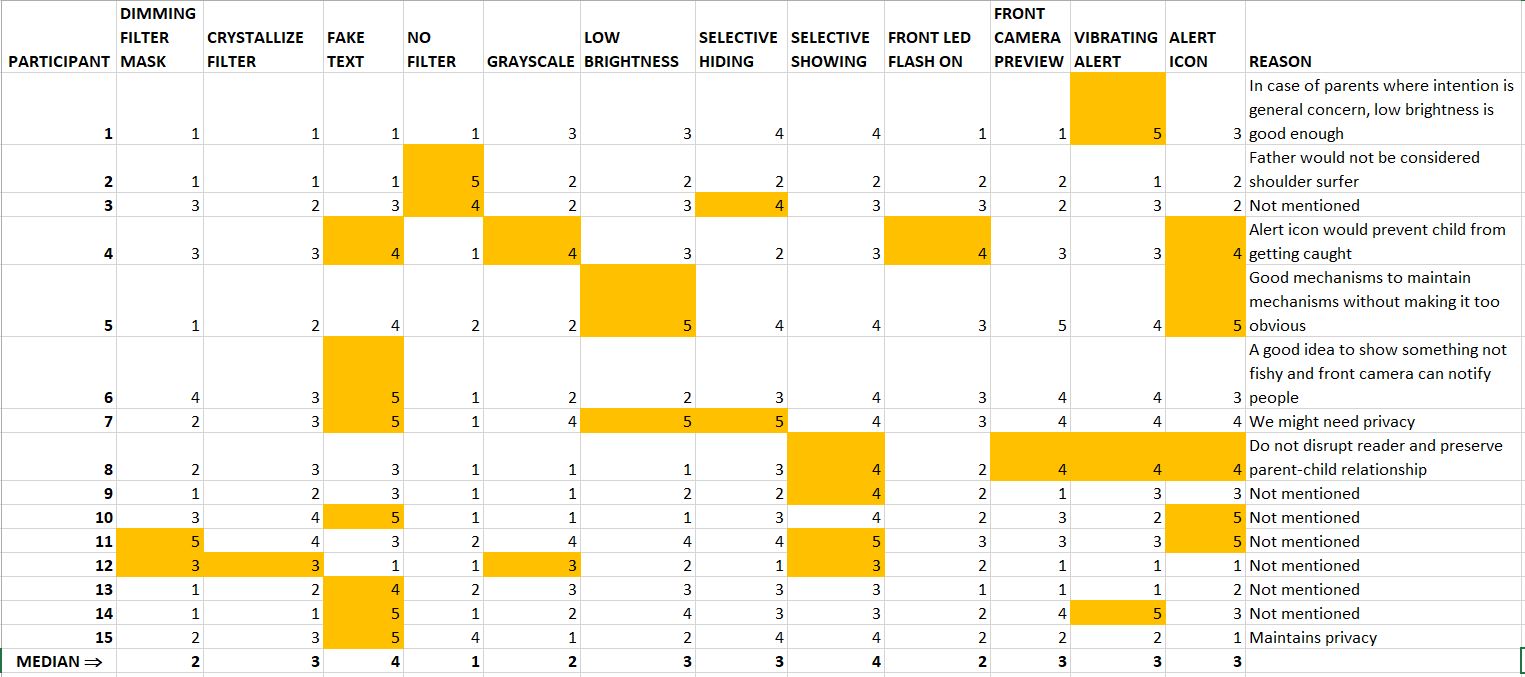 PARTICIPANT DIMMING FILTER MASK CRYSTALLIZE FILTER FAKE TEXT NO FILTER GRAYSCALE LOW BRIGHTNESS SELECTIVE HIDING SELECTIVE SHOWING FRONT LED FLASH ON FRONT CAMERA PREVIEW VIBRATING ALERT ALERT ICON REASON
1 1 1 1 1 3 3 4 4 1 1 5 3 In case of parents where intention is general concern, low brightness is good enough
2 1 1 1 5 2 2 2 2 2 2 1 2 Father would not be considered shoulder surfer
3 3 2 3 4 2 3 4 3 3 2 3 2 Not mentioned
4 3 3 4 1 4 3 2 3 4 3 3 4 Alert icon would prevent child from getting caught
5 1 2 4 2 2 5 4 4 3 5 4 5 Good mechanisms to maintain mechanisms without making it too obvious
6 4 3 5 1 2 2 3 4 3 4 4 3 A good idea to show something not fishy and front camera can notify people
7 2 3 5 1 4 5 5 4 3 4 4 4 We might need privacy
8 2 3 3 1 1 1 3 4 2 4 4 4 Do not disrupt reader and preserve parent-child relationship
9 1 2 3 1 1 2 2 4 2 1 3 3 Not mentioned
10 3 4 5 1 1 1 3 4 2 3 2 5 Not mentioned
11 5 4 3 2 4 4 4 5 3 3 3 5 Not mentioned
12 3 3 1 1 3 2 1 3 2 1 1 1 Not mentioned
13 1 2 4 2 3 3 3 3 1 1 1 2 Not mentioned
14 1 1 5 1 2 4 3 3 2 4 5 3 Not mentioned
15 2 3 5 4 1 2 4 4 2 2 2 1 Maintains privacy
MEDIAN ⇒ 2 3 4 1 2 3 3 4 2 3 3 3